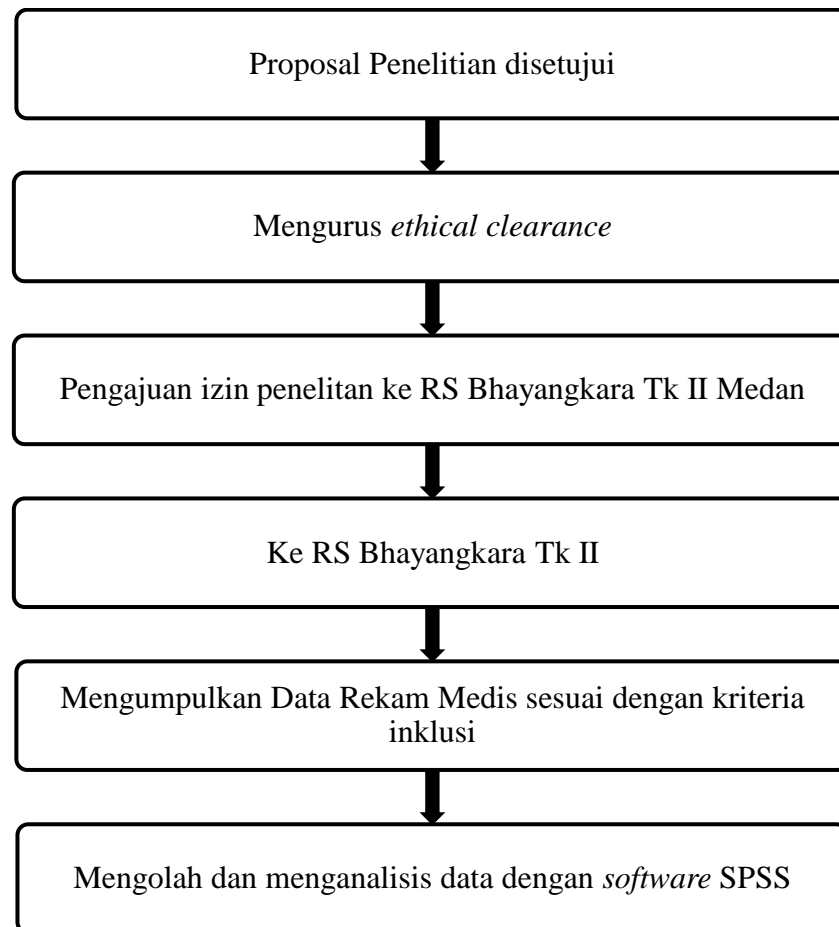 Proposal Penelitian disetujui
Mengurus ethical clearance
Pengajuan izin penelitan ke RS Bhayangkara Tk II Medan
Ke RS Bhayangkara Tk II
Mengumpulkan Data Rekam Medis sesuai dengan kriteria
inklusi
Mengolah dan menganalisis data dengan software SPSS